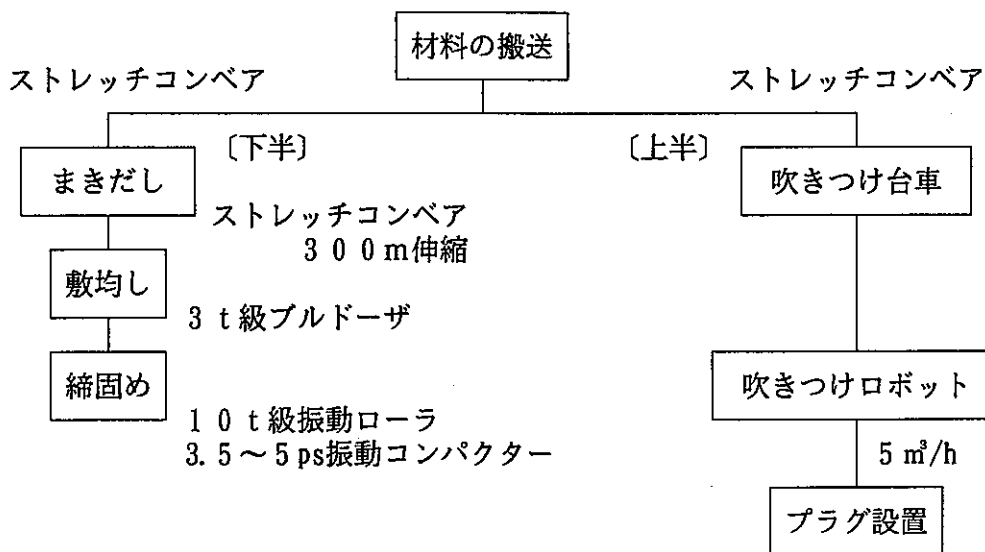 材料の搬送
ストレッチコンベア
ストレッチコンベア
〔下半〕
〔上半〕
まきだし
吹きつけ台車
ストレッチコンベア
300m伸縮
敷均し
3t級ブルドーザ
締固め
吹きつけロボット
10t級振動ローラ
3.5～5ps振動コンパクター
5㎥/h
プラグ設置